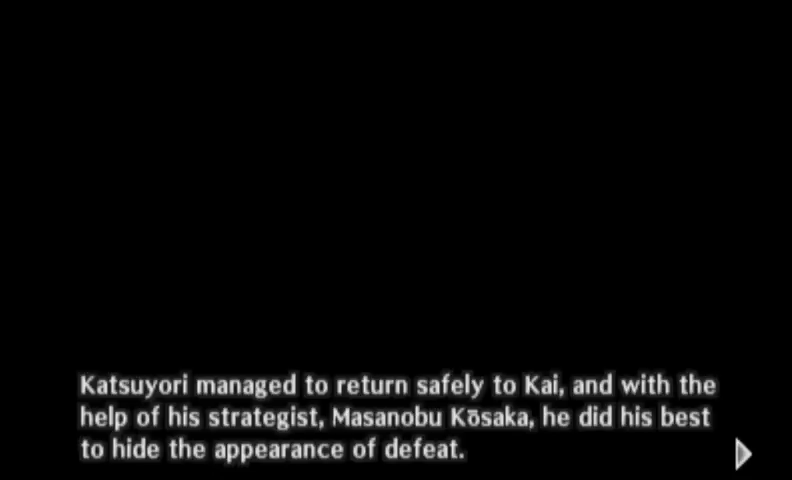 Katsuyori managed to return safely to Kai, and with the
help of his strategist, Masanobu Kōsaka, he did his best
to hide the appearance of defeat.